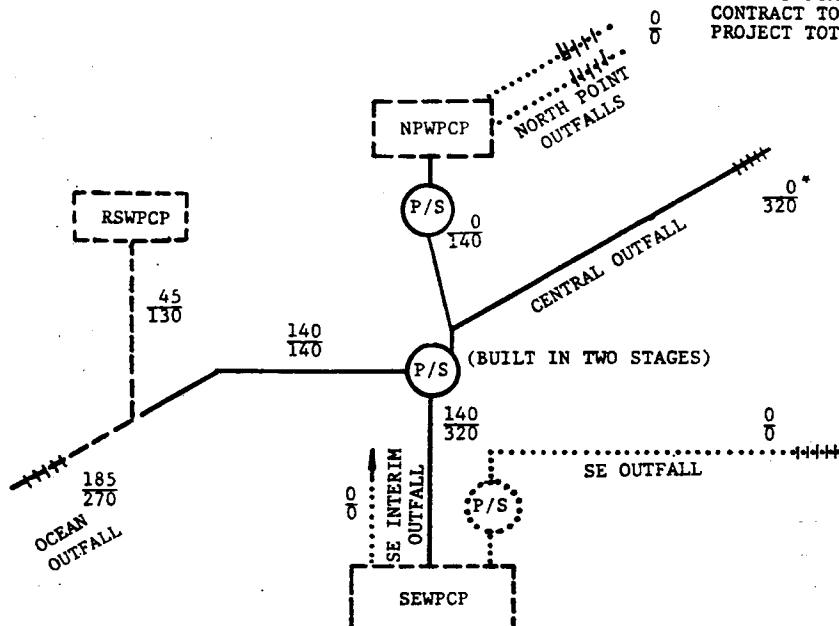 CONTRACT TO
PROJECT TOT
0
0
NORTH POINT
OUTFALLS
NPWPCP
P/S
0
140
RSWPCP
45
130
0*
320
CENTRAL OUTFALL
140
140
P/S
(BUILT IN TWO STAGES)
140
320
0
0
SE OUTFALL
P/S
0
0
SE INTERIM
OUTFALL
185
270
OCEAN
OUTFALL
SEWPCP